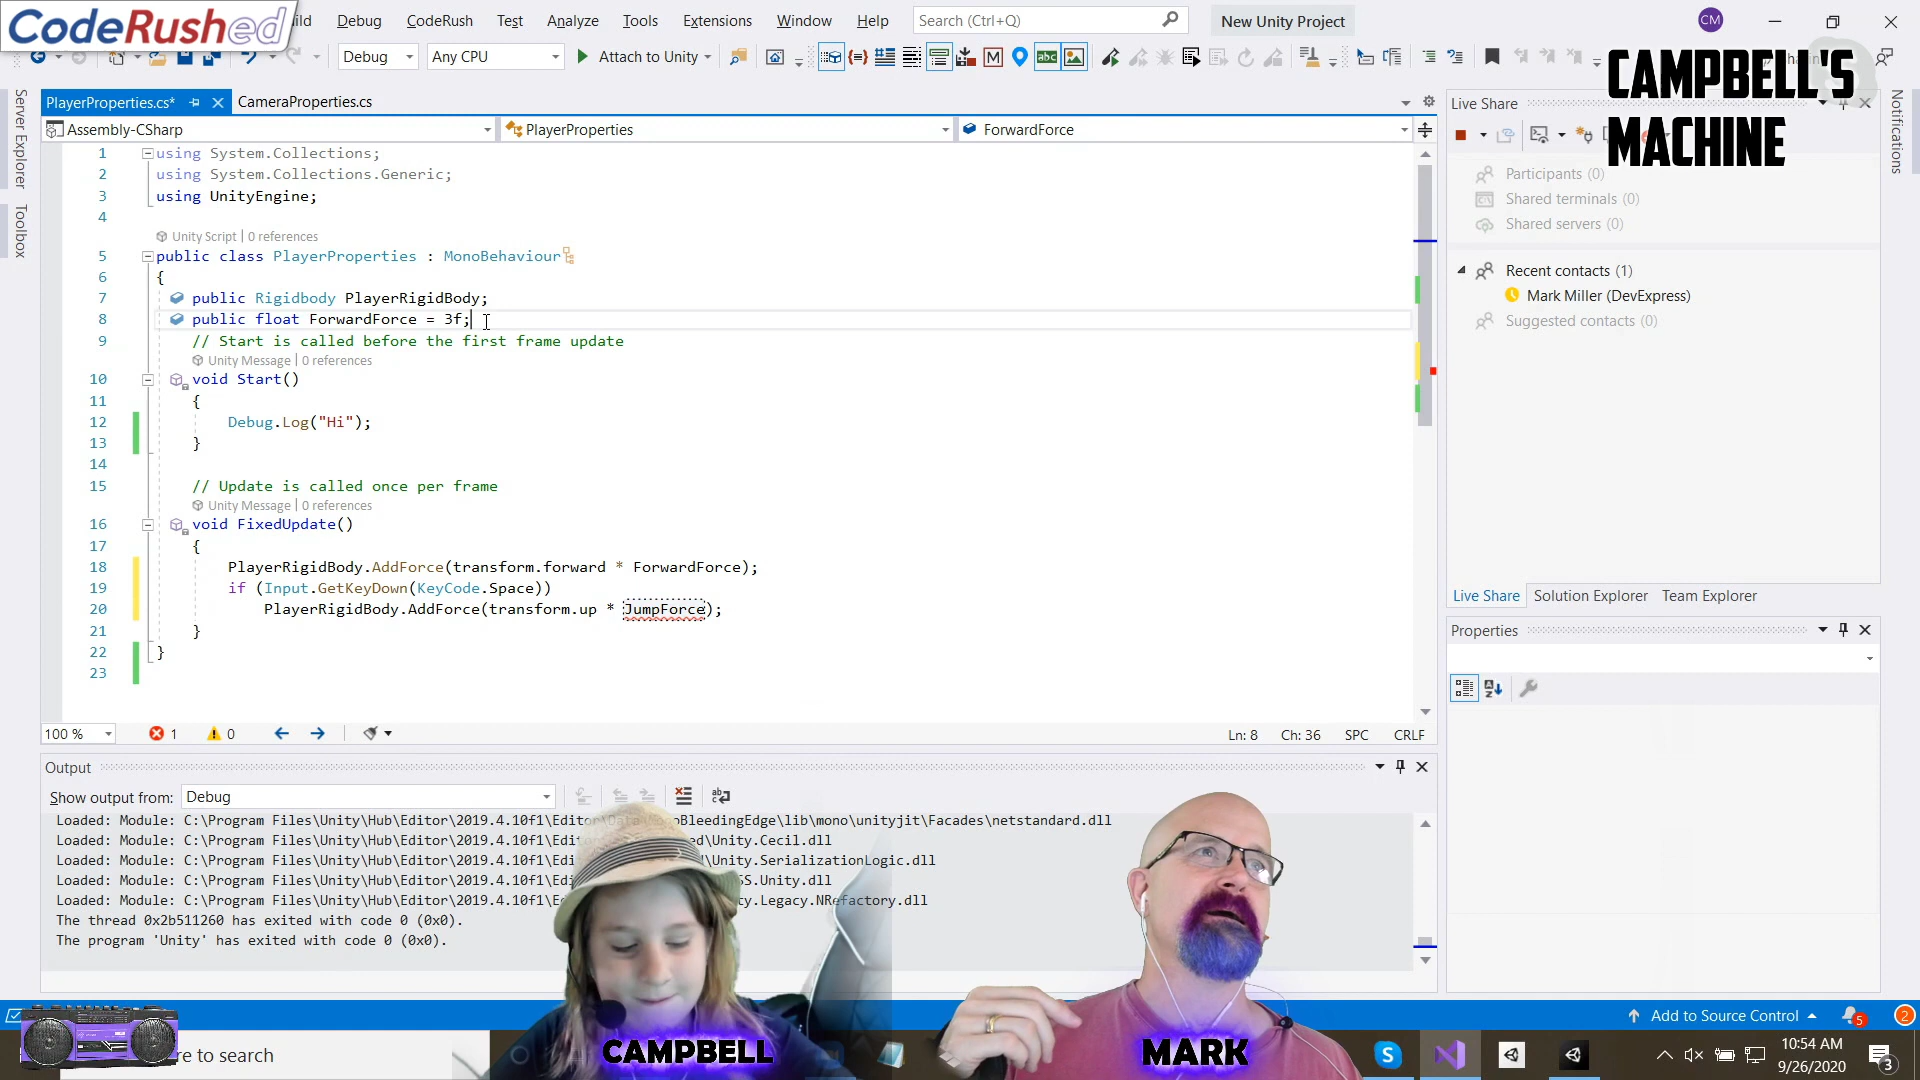 CodeRushed
ild Debug CodeRush Test Analyze Tools Extensions Window Help Search (Ctrl+Q) New Unity Project CM
Debug Any CPU Attach to Unity
CAMPBELL'S
MACHINE
Server Explorer
Toolbox
Notifications
PlayerProperties.cs* CameraProperties.cs
Assembly-CSharp PlayerProperties ForwardForce
1 using System.Collections;
2 using System.Collections.Generic;
3 using UnityEngine;
4
Unity Script | 0 references
5 public class PlayerProperties : MonoBehaviour
6 {
7 public Rigidbody PlayerRigidBody;
8 public float ForwardForce = 3f;
9 // Start is called before the first frame update
Unity Message | 0 references
10 void Start()
11 {
12 Debug.Log("Hi");
13 }
14
15 // Update is called once per frame
Unity Message | 0 references
16 void FixedUpdate()
17 {
18 PlayerRigidBody.AddForce(transform.forward * ForwardForce);
19 if (Input.GetKeyDown(KeyCode.Space))
20 PlayerRigidBody.AddForce(transform.up * JumpForce);
21 }
22 }
23
100 % 1 0 Ln: 8 Ch: 36 SPC CRLF
Live Share
Participants (0)
Shared terminals (0)
Shared servers (0)
Recent contacts (1)
Mark Miller (DevExpress)
Suggested contacts (0)
Live Share Solution Explorer Team Explorer
Properties
Output
Show output from: Debug
Loaded: Module: C:\Program Files\Unity\Hub\Editor\2019.4.10f1\Editor\Data\MonoBleedingEdge\lib\mono\unityjit\Facades\netstandard.dll
Loaded: Module: C:\Program Files\Unity\Hub\Editor\2019.4.10f1\Edi d\Unity.Cecil.dll
Loaded: Module: C:\Program Files\Unity\Hub\Editor\2019.4.10f1\Edi d\Unity.SerializationLogic.dll
Loaded: Module: C:\Program Files\Unity\Hub\Editor\2019.4.10f1\Edi SS.Unity.dll
Loaded: Module: C:\Program Files\Unity\Hub\Editor\2019.4.10f1\Ed ty.Legacy.NRefactory.dll
The thread 0x2b511260 has exited with code 0 (0x0).
The program 'Unity' has exited with code 0 (0x0).
CAMPBELL
MARK
Add to Source Control 5 2
re to search
10:54 AM
9/26/2020
3